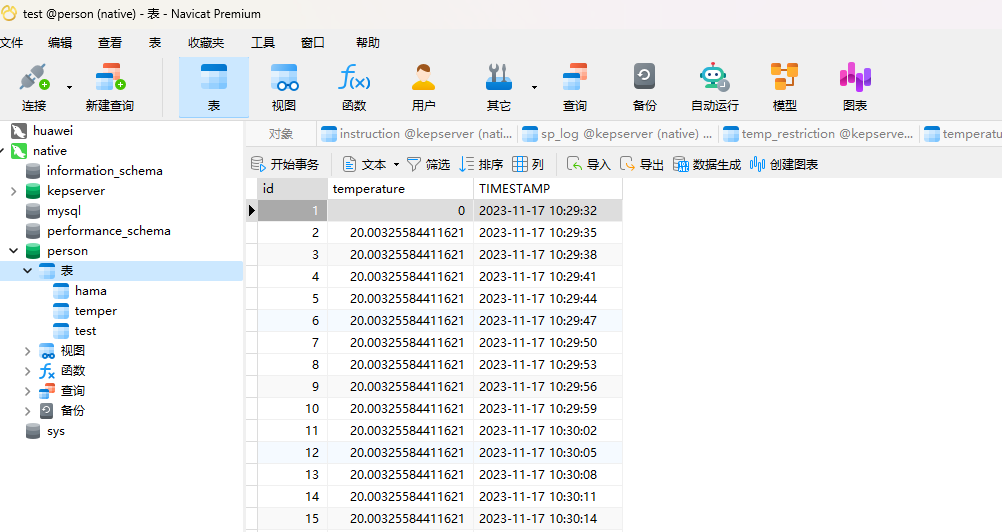 test @person (native) - 表 - Navicat Premium
文件 编辑 查看 表 收藏夹 工具 窗口 帮助
连接 新建查询 表 视图 函数 用户 其它 查询 备份 自动运行 模型 图表
huawei
native
information_schema
kepserver
mysql
performance_schema
person
表
hama
temper
test
视图
函数
查询
备份
sys
对象 instruction @kepserver (nati... sp_log @kepserver (native) ... temp_restriction @kepserve... temperatu
开始事务 文本 筛选 排序 列 导入 导出 数据生成 创建图表
id temperature TIMESTAMP
1 0 2023-11-17 10:29:32
2 20.00325584411621 2023-11-17 10:29:35
3 20.00325584411621 2023-11-17 10:29:38
4 20.00325584411621 2023-11-17 10:29:41
5 20.00325584411621 2023-11-17 10:29:44
6 20.00325584411621 2023-11-17 10:29:47
7 20.00325584411621 2023-11-17 10:29:50
8 20.00325584411621 2023-11-17 10:29:53
9 20.00325584411621 2023-11-17 10:29:56
10 20.00325584411621 2023-11-17 10:29:59
11 20.00325584411621 2023-11-17 10:30:02
12 20.00325584411621 2023-11-17 10:30:05
13 20.00325584411621 2023-11-17 10:30:08
14 20.00325584411621 2023-11-17 10:30:11
15 20.00325584411621 2023-11-17 10:30:14